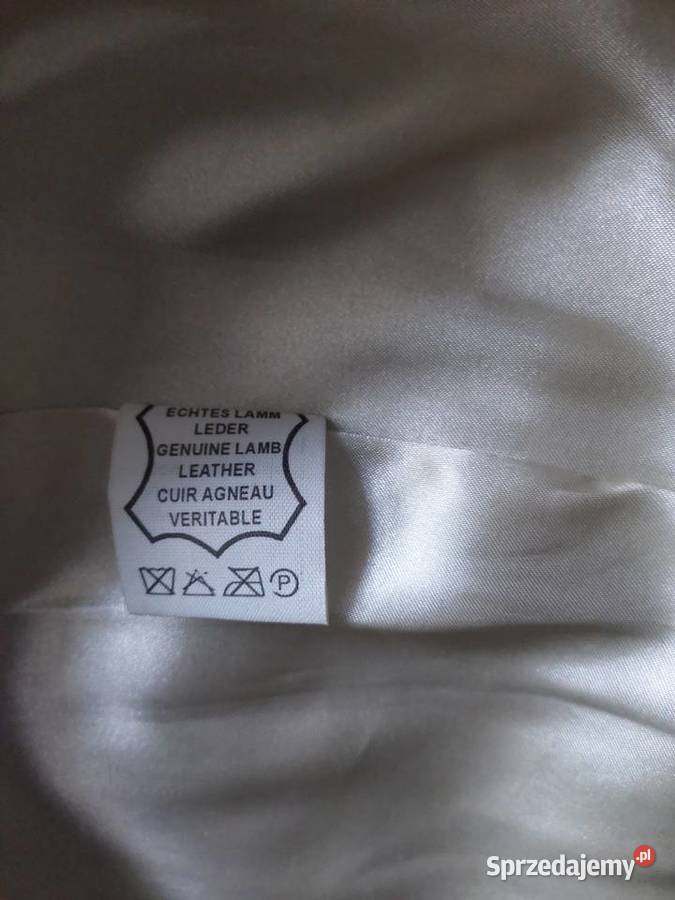 ECHTES LAMM
LEDER
GENUINE LAMB
LEATHER
CUIR AGNEAU
VERITABLE
P
Sprzedajemy.pl